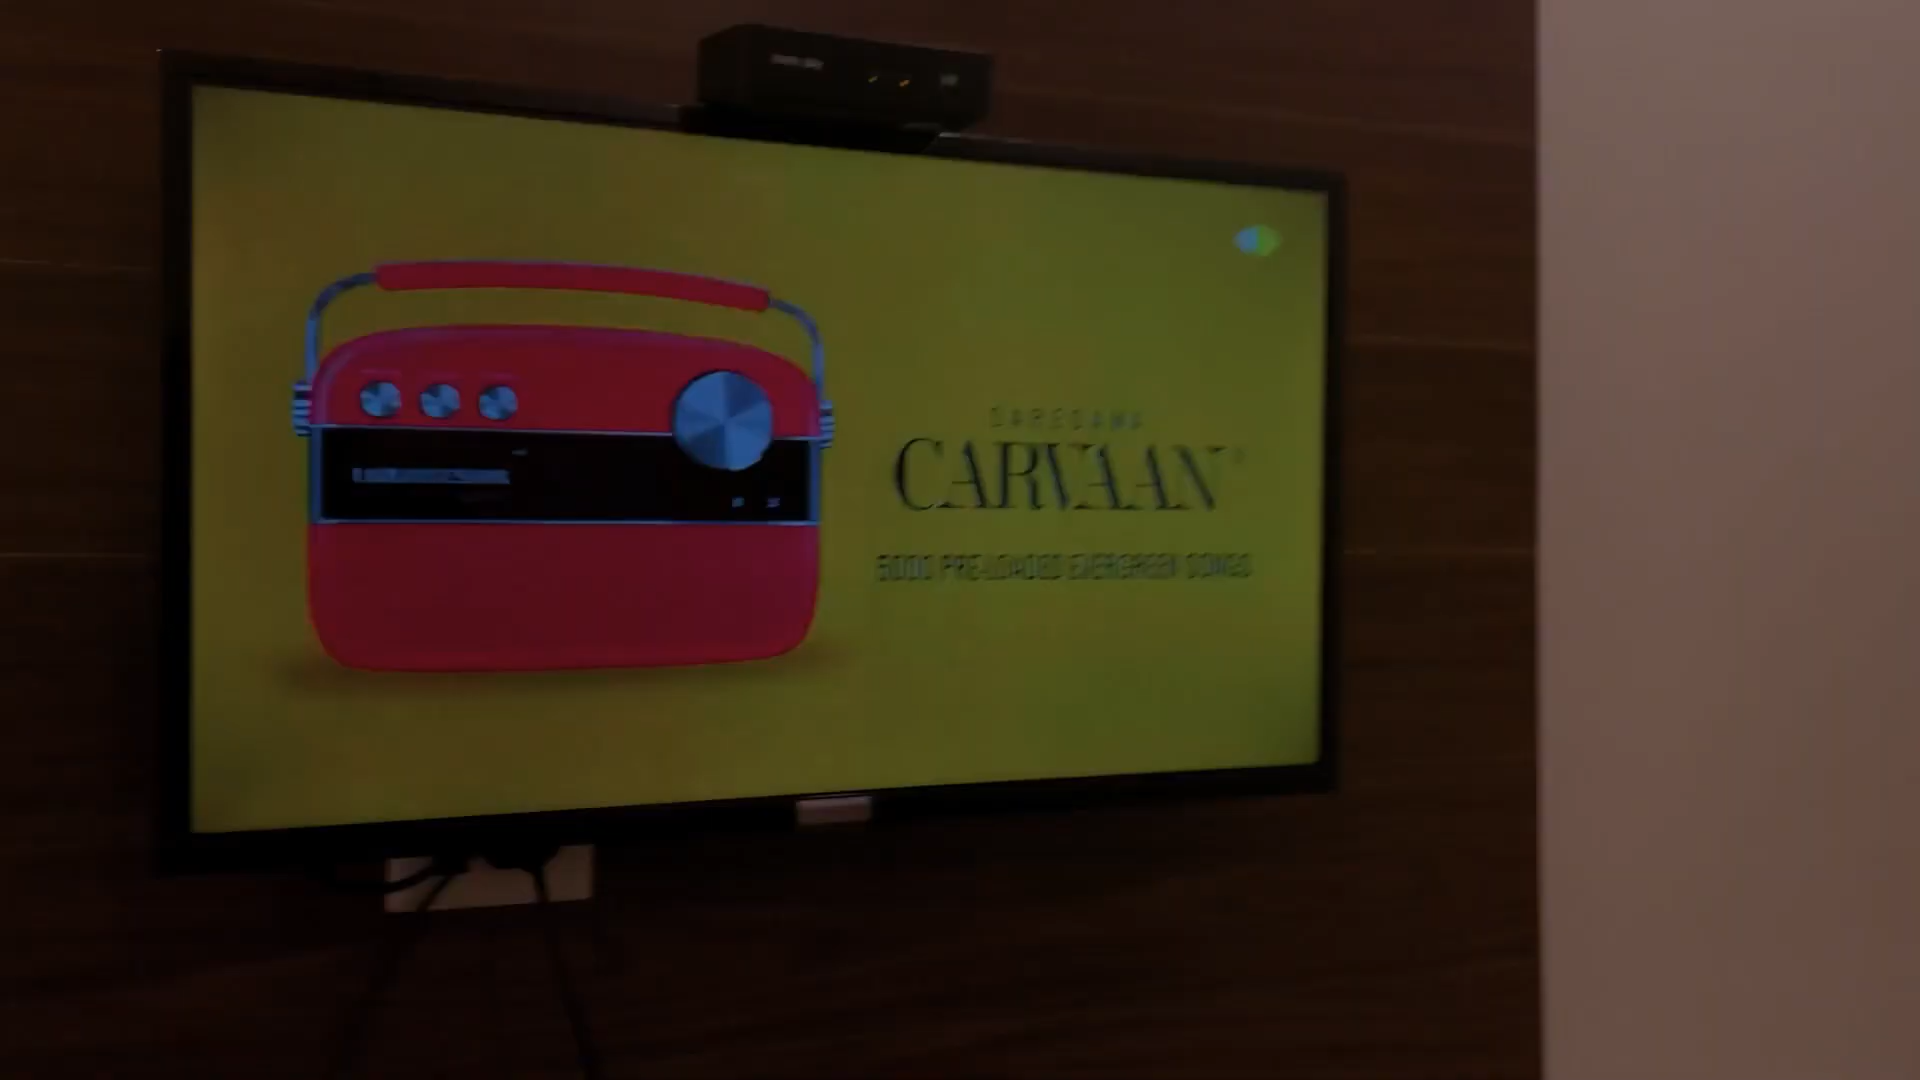 SAREGAMA
CARVAAN
5000 PRE-LOADED EVERGREEN SONGS